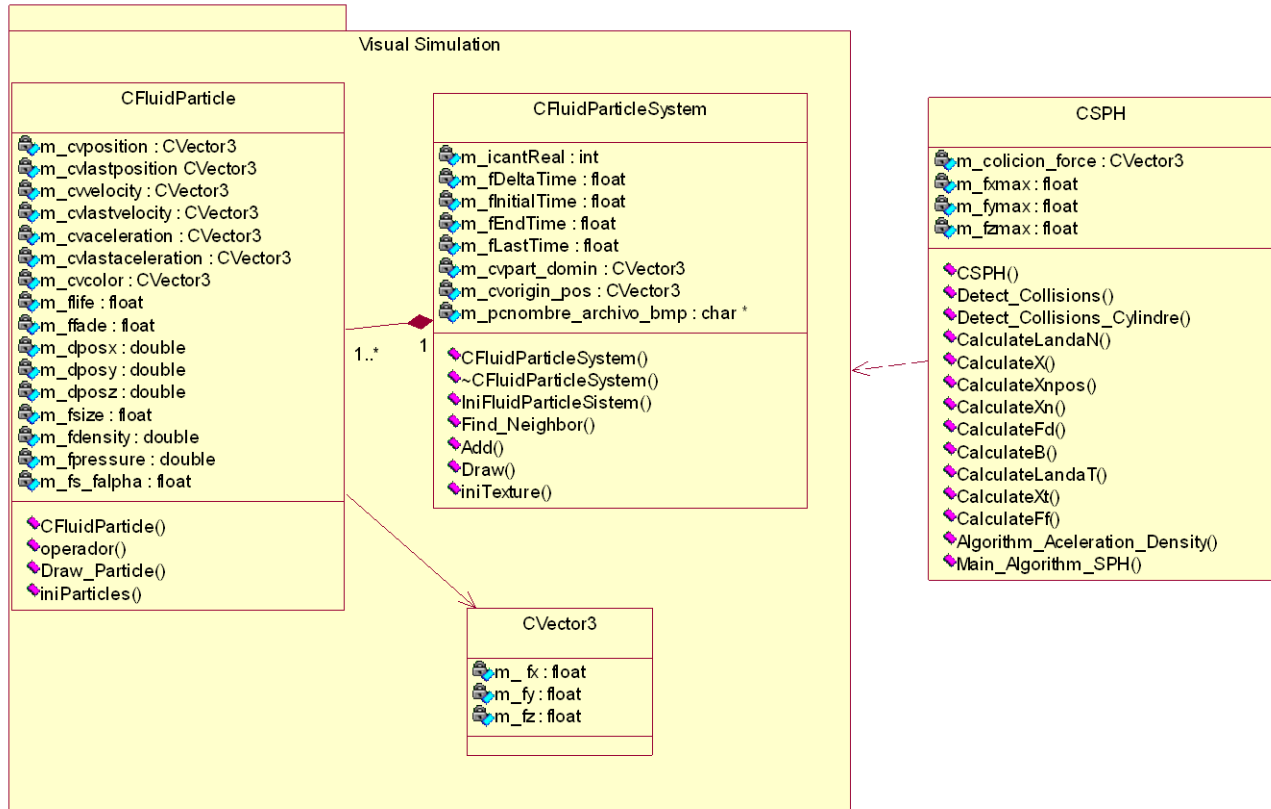 Visual Simulation
CFluidParticle
m_cvposition : CVector3
m_cvlastposition CVector3
m_cvvelocity : CVector3
m_cvlastvelocity : CVector3
m_cvaceleration : CVector3
m_cvlastaceleration : CVector3
m_cvcolor : CVector3
m_flife : float
m_ffade : float
m_dposx : double
m_dposy : double
m_dposz : double
m_fsize : float
m_fdensity : double
m_fpressure : double
m_fs_falpha : float
CFluidParticle()
operador()
Draw_Particle()
iniParticles()
1..*
1
CFluidParticleSystem
m_icantReal : int
m_fDeltaTime : float
m_fInitialTime : float
m_fEndTime : float
m_fLastTime : float
m_cvpart_domin : CVector3
m_cvorigin_pos : CVector3
m_pcnombre_archivo_bmp : char *
CFluidParticleSystem()
~CFluidParticleSystem()
IniFluidParticleSistem()
Find_Neighbor()
Add()
Draw()
iniTexture()
CVector3
m_ fx : float
m_fy : float
m_fz : float
CSPH
m_colicion_force : CVector3
m_fxmax : float
m_fymax : float
m_fzmax : float
CSPH()
Detect_Collisions()
Detect_Collisions_Cylindre()
CalculateLandaN()
CalculateX()
CalculateXnpos()
CalculateXn()
CalculateFd()
CalculateB()
CalculateLandaT()
CalculateXt()
CalculateFf()
Algorithm_Aceleration_Density()
Main_Algorithm_SPH()